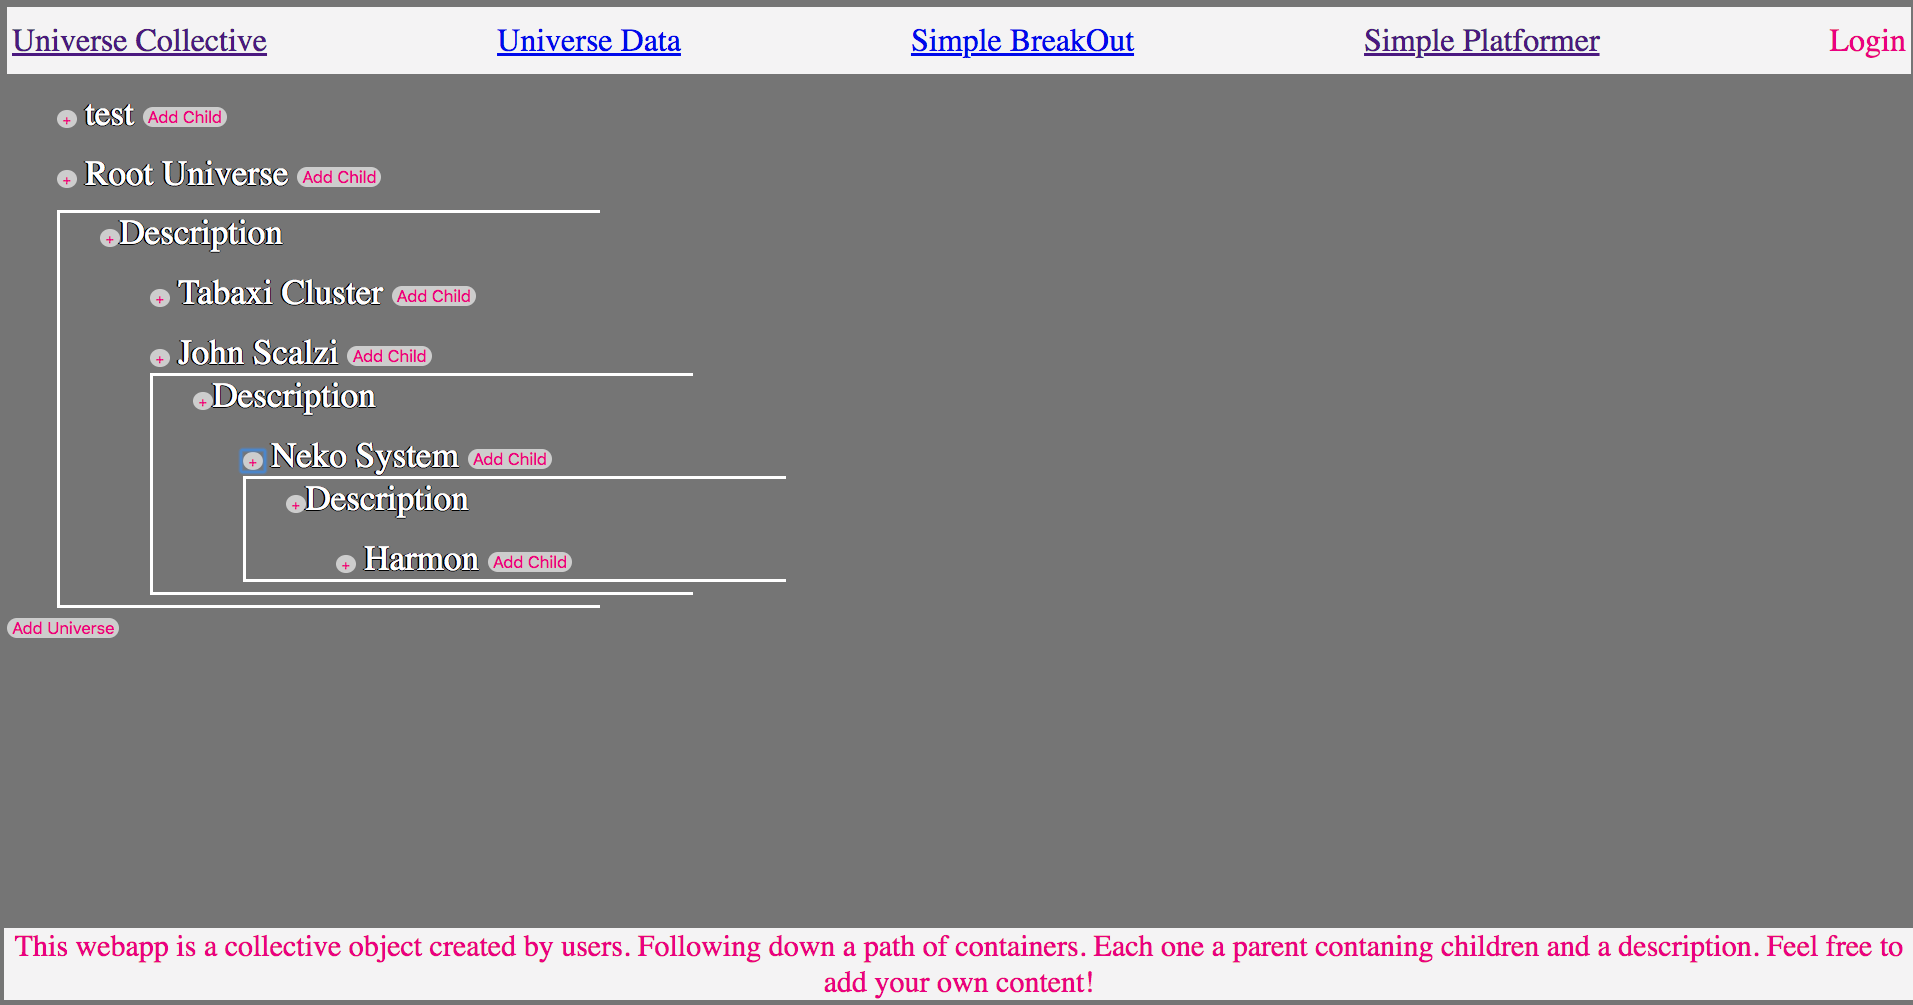 Universe Collective Universe Data Simple BreakOut Simple Platformer Login
+ test Add Child
+ Root Universe Add Child
+ Description
+ Tabaxi Cluster Add Child
+ John Scalzi Add Child
+ Description
+ Neko System Add Child
+ Description
+ Harmon Add Child
Add Universe
This webapp is a collective object created by users. Following down a path of containers. Each one a parent contaning children and a description. Feel free to
add your own content!